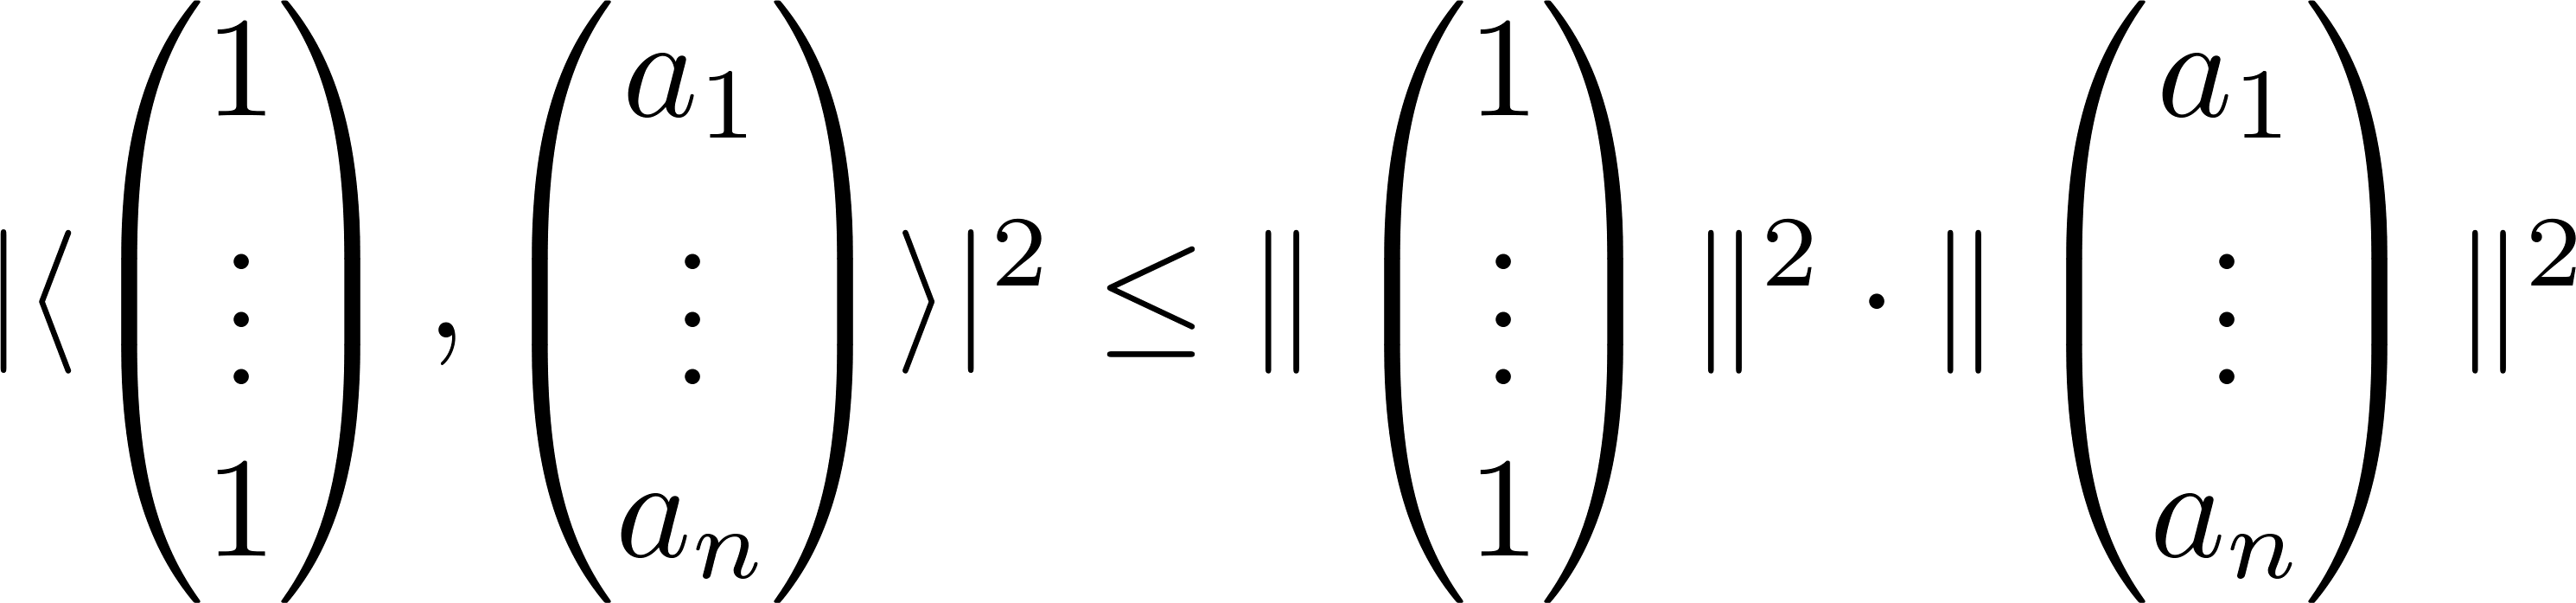 |⟨(1 ⋮ 1), (a₁ ⋮ aₙ)⟩|² ≤ ‖(1 ⋮ 1)‖² · ‖(a₁ ⋮ aₙ)‖²